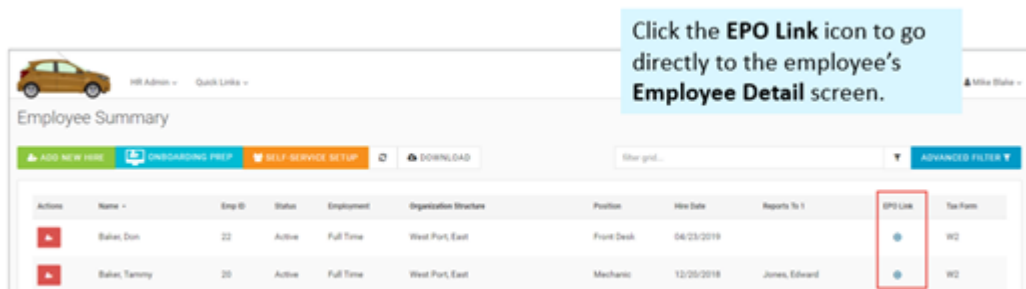 Click the EPO Link icon to go
directly to the employee's
Employee Detail screen.
HR Admin Quick Links Mike Blake
Employee Summary
ADD NEW HIRE ONBOARDING PREP SELF-SERVICE SETUP DOWNLOAD filter grid... ADVANCED FILTER
Actions Name Emp ID Status Employment Organization Structure Position Hire Date Reports To 1 EPO Link Tax Form
Baker, Don 22 Active Full Time West Port, East Front Desk 04/23/2019 W2
Baker, Tammy 20 Active Full Time West Port, East Mechanic 12/20/2018 Jones, Edward W2